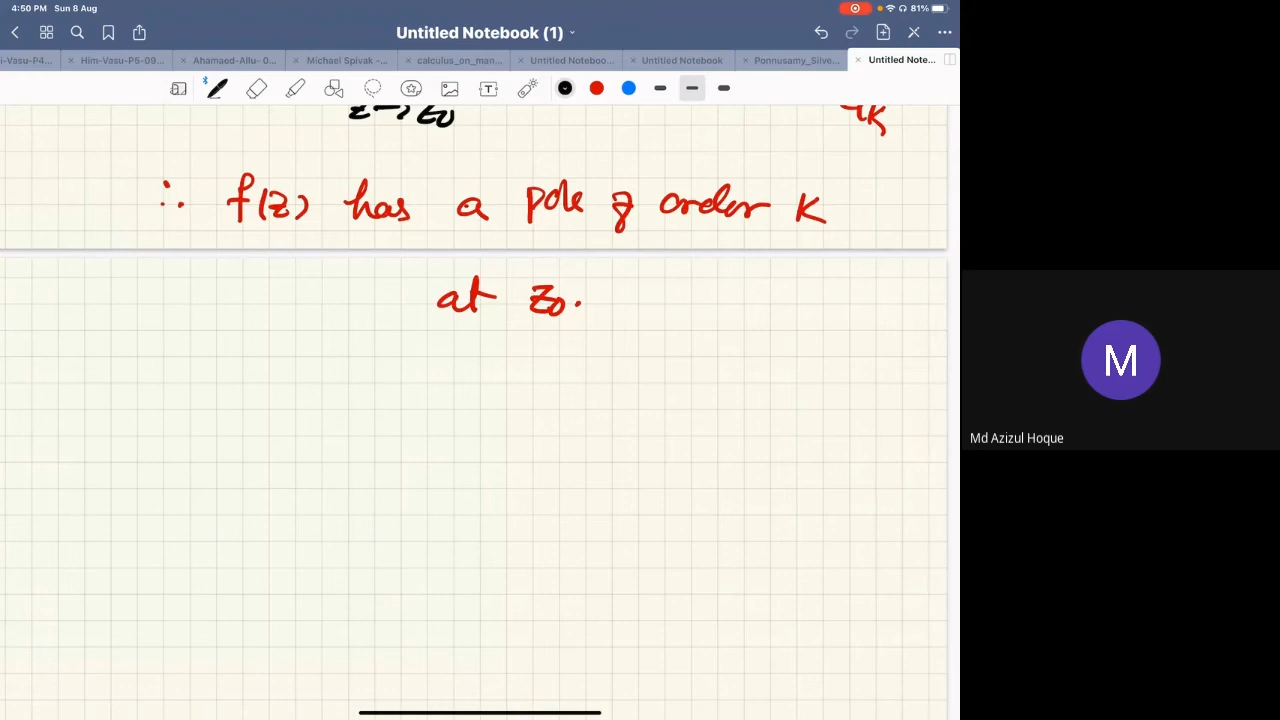 4:50 PM Sun 8 Aug
81%
Untitled Notebook (1)
i-Vasu-P4... Him-Vasu-P5-09... Ahamaed-Allu- 0... Michael Spivak -... calculus_on_man... Untitled Noteboo... Untitled Notebook Ponnusamy_Silve... Untitled Note...
z→z₀
∴ f(z) has a pole of order K
at z₀.
M
Md Azizul Hoque